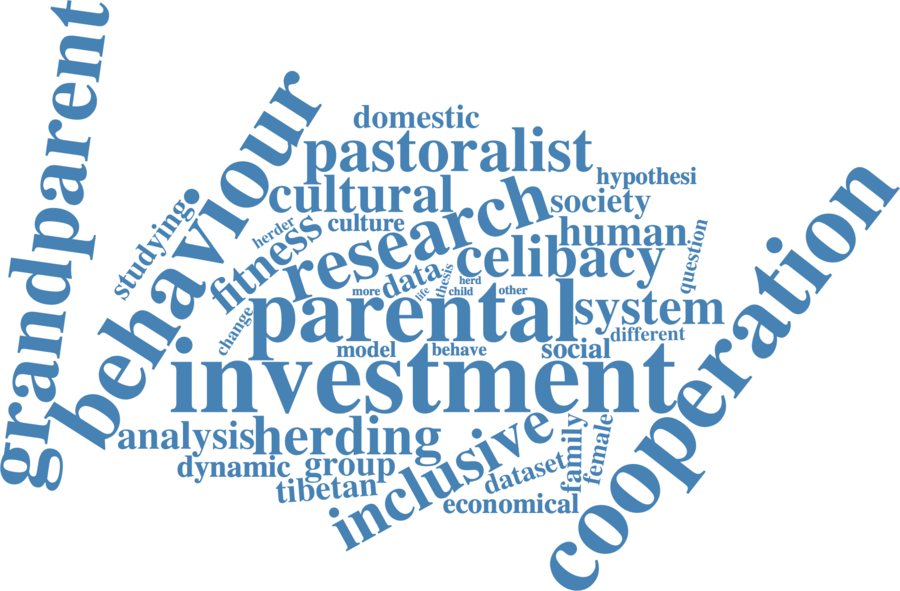 grandparent
behaviour
domestic
pastoralist
hypothesi
cultural
society
studying
herder
culture
research
human
question
fitness
celibacy
data
thesis
herd
more
life
child
other
change
parental
system
different
model
behave
social
investment
cooperation
analysis
herding
inclusive
family
female
dynamic
group
dataset
tibetan
economical